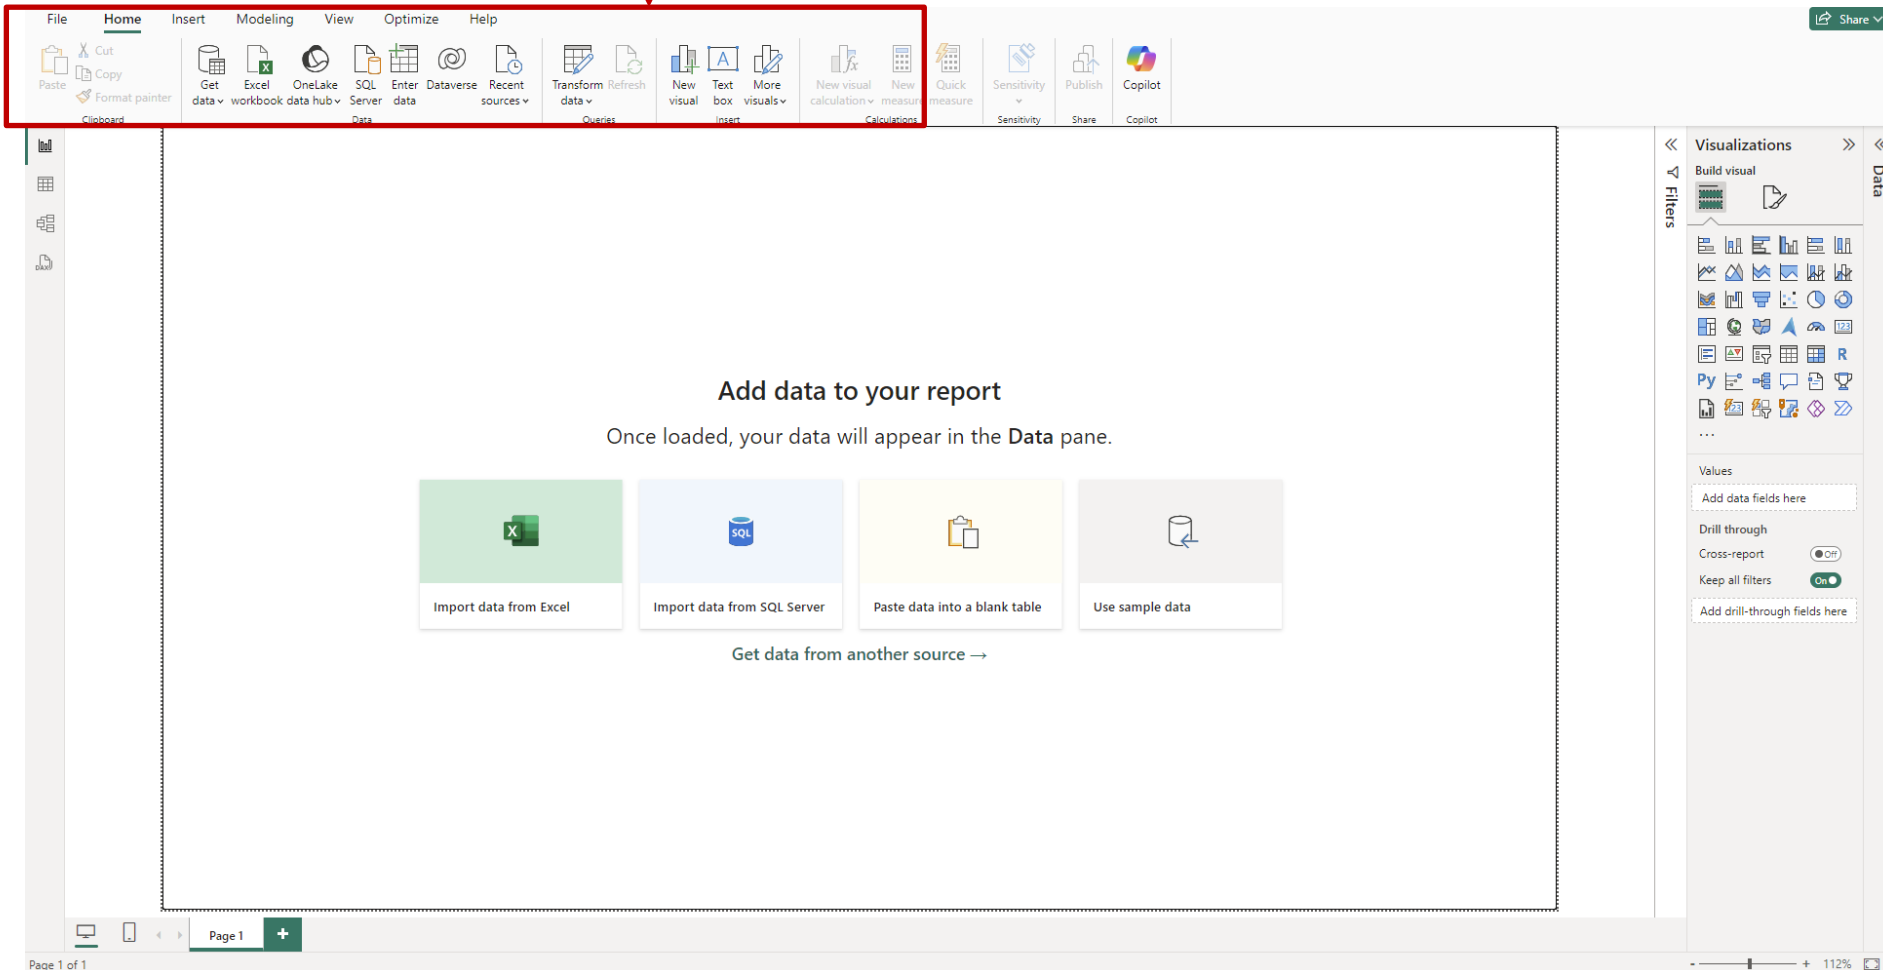 File Home Insert Modeling View Optimize Help
Share
Paste
Cut
Copy
Format painter
Clipboard
Get data
Excel workbook
OneLake data hub
SQL Server
Enter data
Dataverse
Recent sources
Data
Transform data
Refresh
Queries
New visual
Text box
More visuals
Insert
New visual calculation
New measure
Quick measure
Calculations
Sensitivity
Sensitivity
Publish
Share
Copilot
Copilot
DAX
Add data to your report
Once loaded, your data will appear in the Data pane.
SQL
Import data from Excel
Import data from SQL Server
Paste data into a blank table
Use sample data
Get data from another source →
Filters
Visualizations
Build visual
123
R
Py
123
...
Values
Add data fields here
Drill through
Cross-report
Off
Keep all filters
On
Add drill-through fields here
Data
Page 1
+
Page 1 of 1
- + 112%